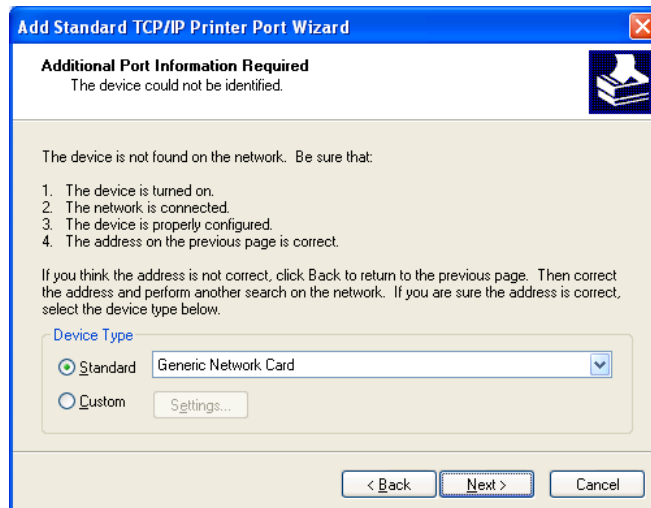 Add Standard TCP/IP Printer Port Wizard
Additional Port Information Required
The device could not be identified.
The device is not found on the network. Be sure that:
1. The device is turned on.
2. The network is connected.
3. The device is properly configured.
4. The address on the previous page is correct.
If you think the address is not correct, click Back to return to the previous page. Then correct
the address and perform another search on the network. If you are sure the address is correct,
select the device type below.
Device Type
Standard Generic Network Card
Custom Settings...
< Back Next > Cancel